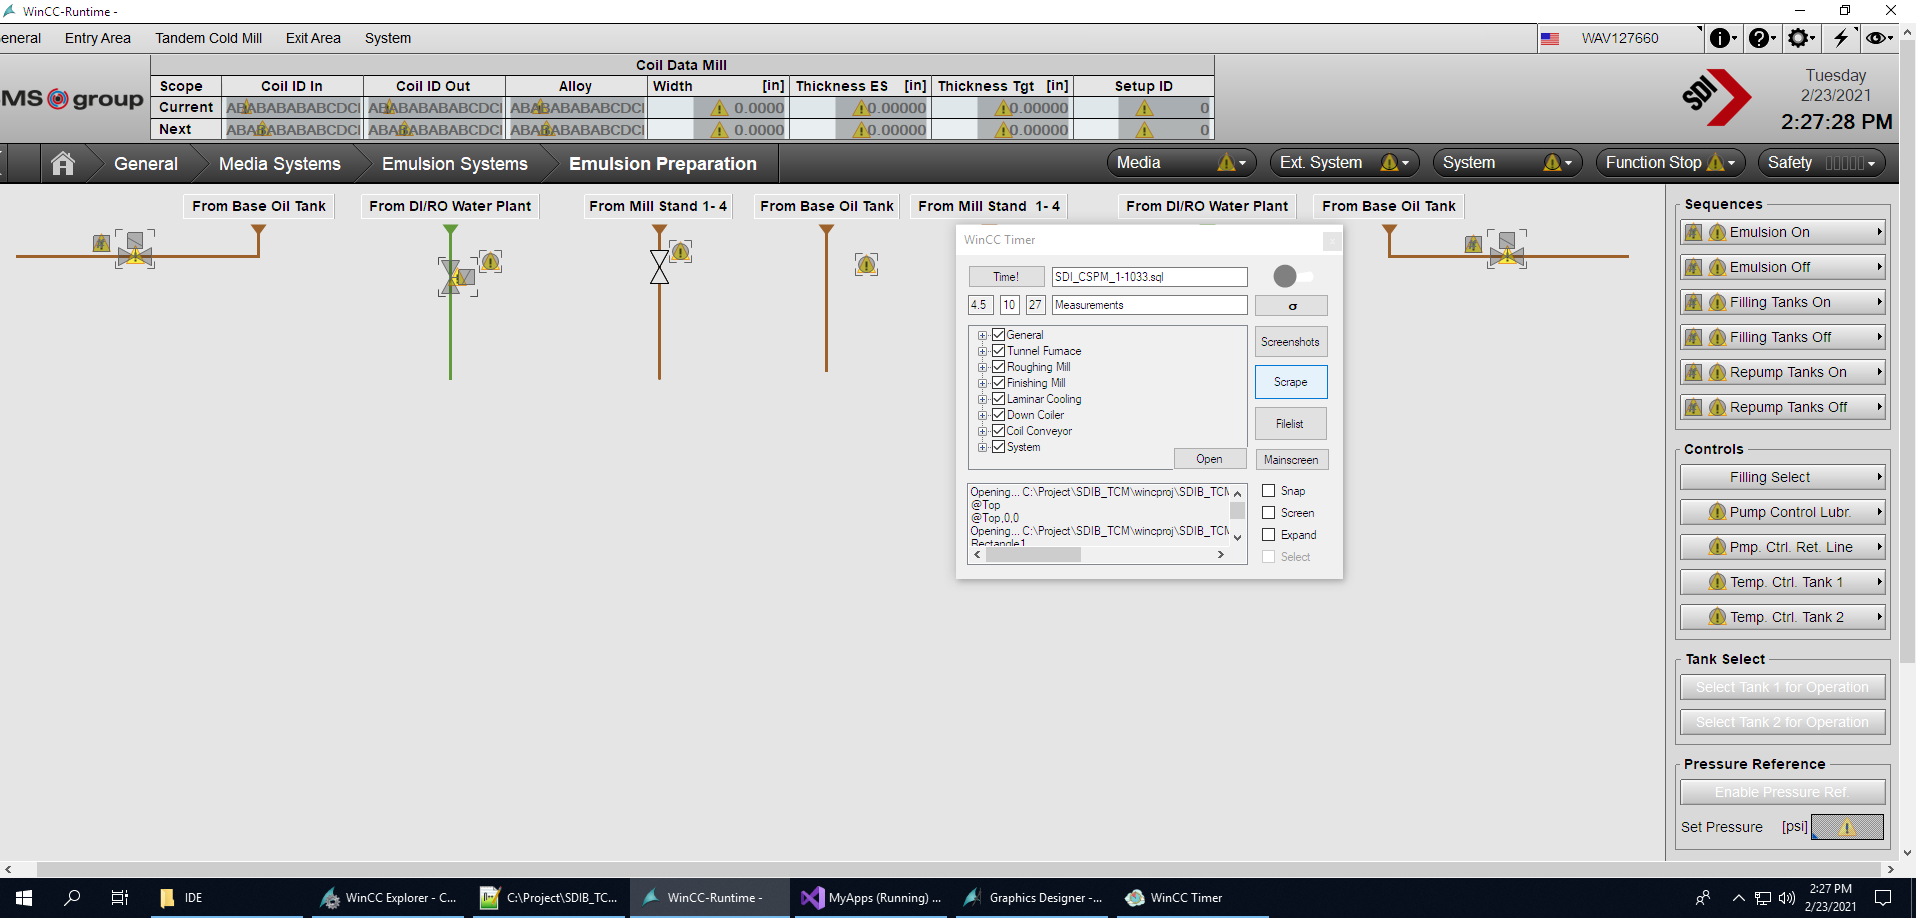 WinCC-Runtime -
eneral Entry Area Tandem Cold Mill Exit Area System WAV127660
Coil Data Mill
Scope Coil ID In Coil ID Out Alloy Width [in] Thickness ES [in] Thickness Tgt [in] Setup ID
Current ABABABABABCDCI ABABABABABCDCI ABABABABABCDCI 0.0000 0.00000 0.00000 0
Next ABABABABABCDCI ABABABABABCDCI ABABABABABCDCI 0.0000 0.00000 0.00000 0
MS group
SDI
Tuesday
2/23/2021
2:27:28 PM
General Media Systems Emulsion Systems Emulsion Preparation Media Ext. System System Function Stop Safety
From Base Oil Tank From DI/RO Water Plant From Mill Stand 1- 4 From Base Oil Tank From Mill Stand 1- 4 From DI/RO Water Plant From Base Oil Tank
WinCC Timer
Time! SDI_CSPM_1-1033.sql
4.5 10 27 Measurements σ
General
Tunnel Furnace
Roughing Mill
Finishing Mill
Laminar Cooling
Down Coiler
Coil Conveyor
System
Open
Screenshots
Scrape
Filelist
Mainscreen
Opening... C:\Project\SDIB_TCM\wincproj\SDIB_TCM
@Top
@Top,0,0
Opening... C:\Project\SDIB_TCM\wincproj\SDIB_TCM
Rectangle1
Snap
Screen
Expand
Select
Sequences
Emulsion On
Emulsion Off
Filling Tanks On
Filling Tanks Off
Repump Tanks On
Repump Tanks Off
Controls
Filling Select
Pump Control Lubr.
Pmp. Ctrl. Ret. Line
Temp. Ctrl. Tank 1
Temp. Ctrl. Tank 2
Tank Select
Select Tank 1 for Operation
Select Tank 2 for Operation
Pressure Reference
Enable Pressure Ref.
Set Pressure [psi]
IDE WinCC Explorer - C... C:\Project\SDIB_TC... WinCC-Runtime - MyApps (Running) ... Graphics Designer -... WinCC Timer
2:27 PM
2/23/2021